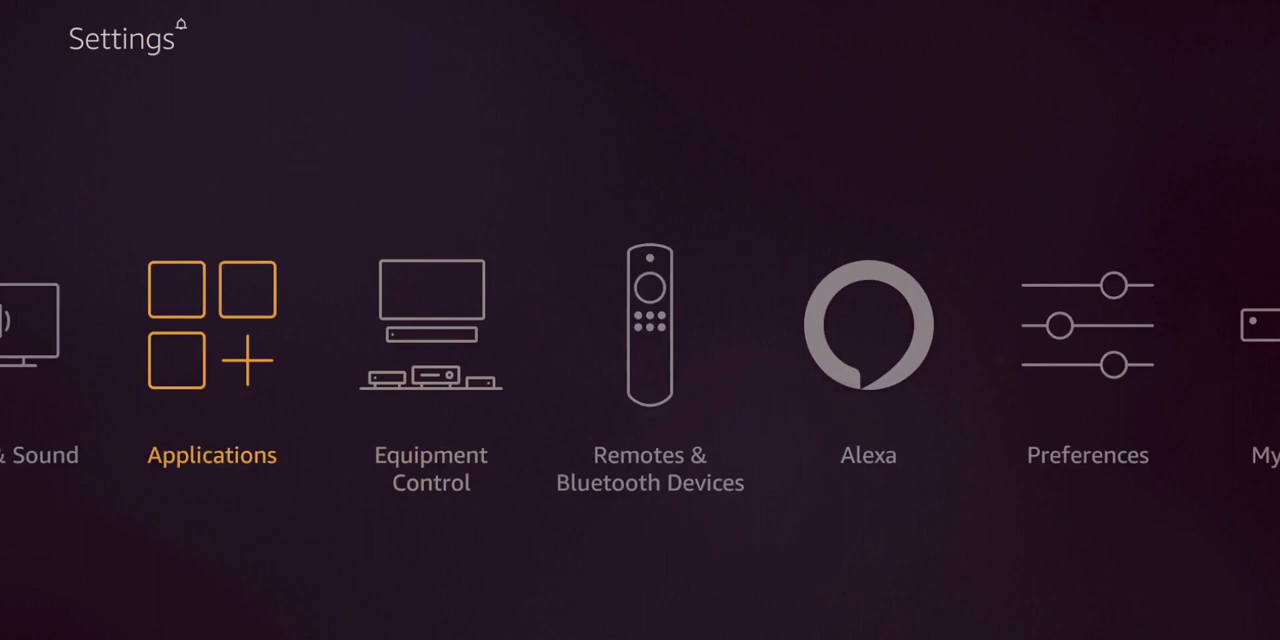 Settings
& Sound
Applications
Equipment
Control
Remotes &
Bluetooth Devices
Alexa
Preferences
My